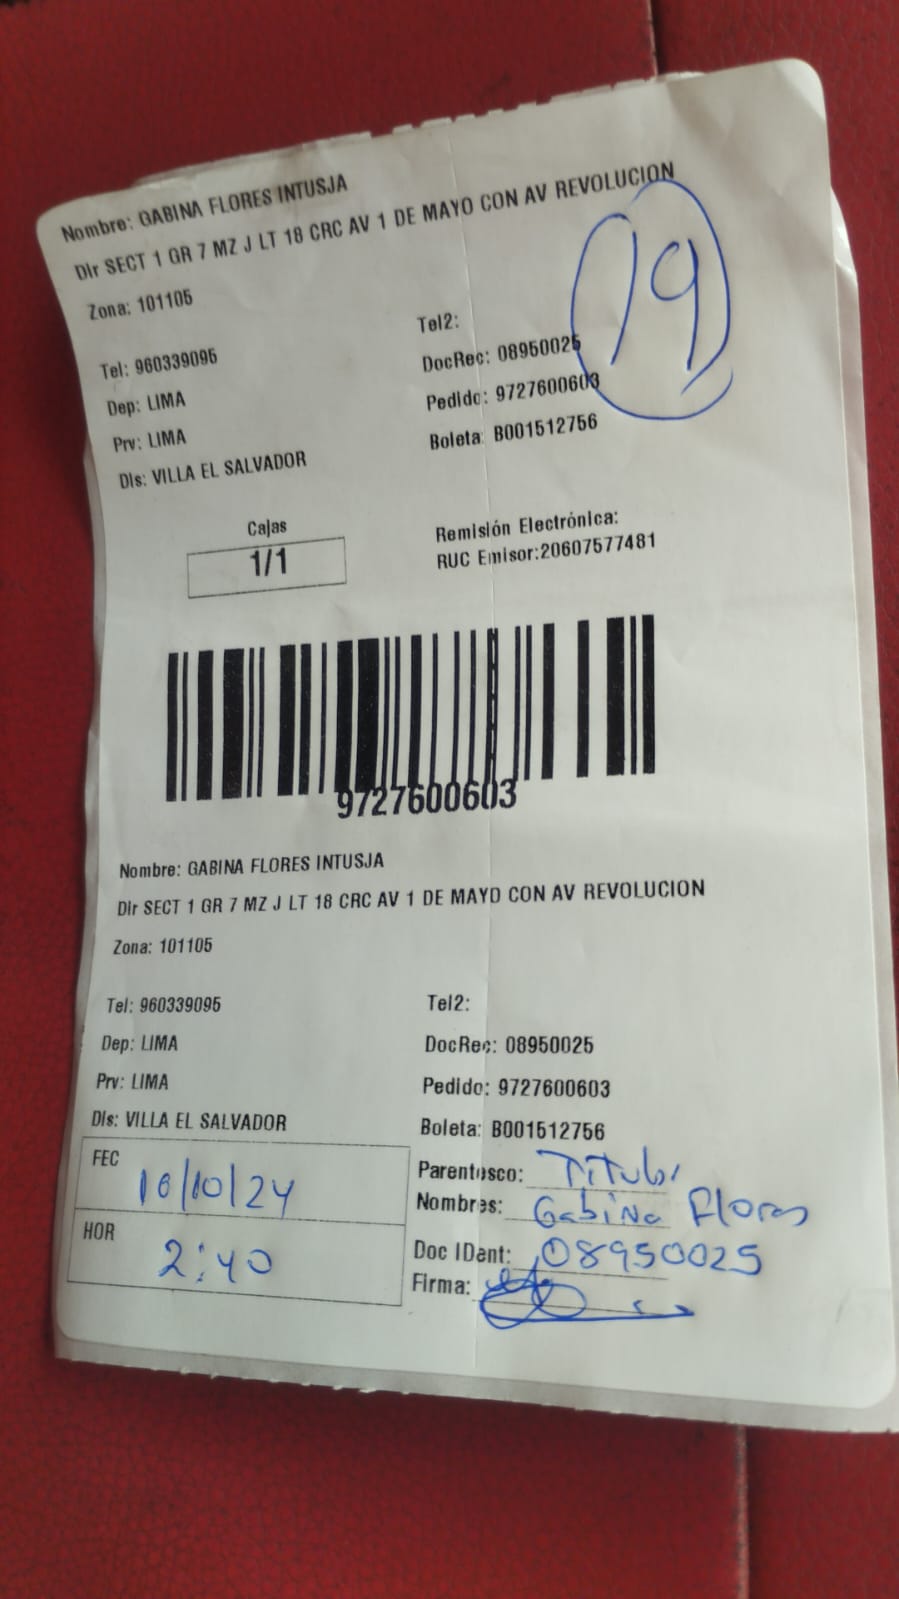 Nombre: GABINA FLORES INTUSJA
Dir SECT 1 GR 7 MZ J LT 18 CRC AV 1 DE MAYO CON AV REVOLUCION
19
Zona: 101105
Tel2:
Tel: 960339095
DocRec: 08950025
Dep: LIMA
Pedido: 9727600603
Prv: LIMA
Boleta: B001512756
Dis: VILLA EL SALVADOR
Cajas
1/1
Remisión Electrónica:
RUC Emisor:20607577481
9727600603
Nombre: GABINA FLORES INTUSJA
Dir SECT 1 GR 7 MZ J LT 18 CRC AV 1 DE MAYO CON AV REVOLUCION
Zona: 101105
Tel: 960339095
Tel2:
Dep: LIMA
DocRec: 08950025
Prv: LIMA
Pedido: 9727600603
Dis: VILLA EL SALVADOR
Boleta: B001512756
FEC
/10/24
Parentesco: Titular
Nombres: Gabina Flores
HOR
2:40
Doc IDent: 08950025
Firma: